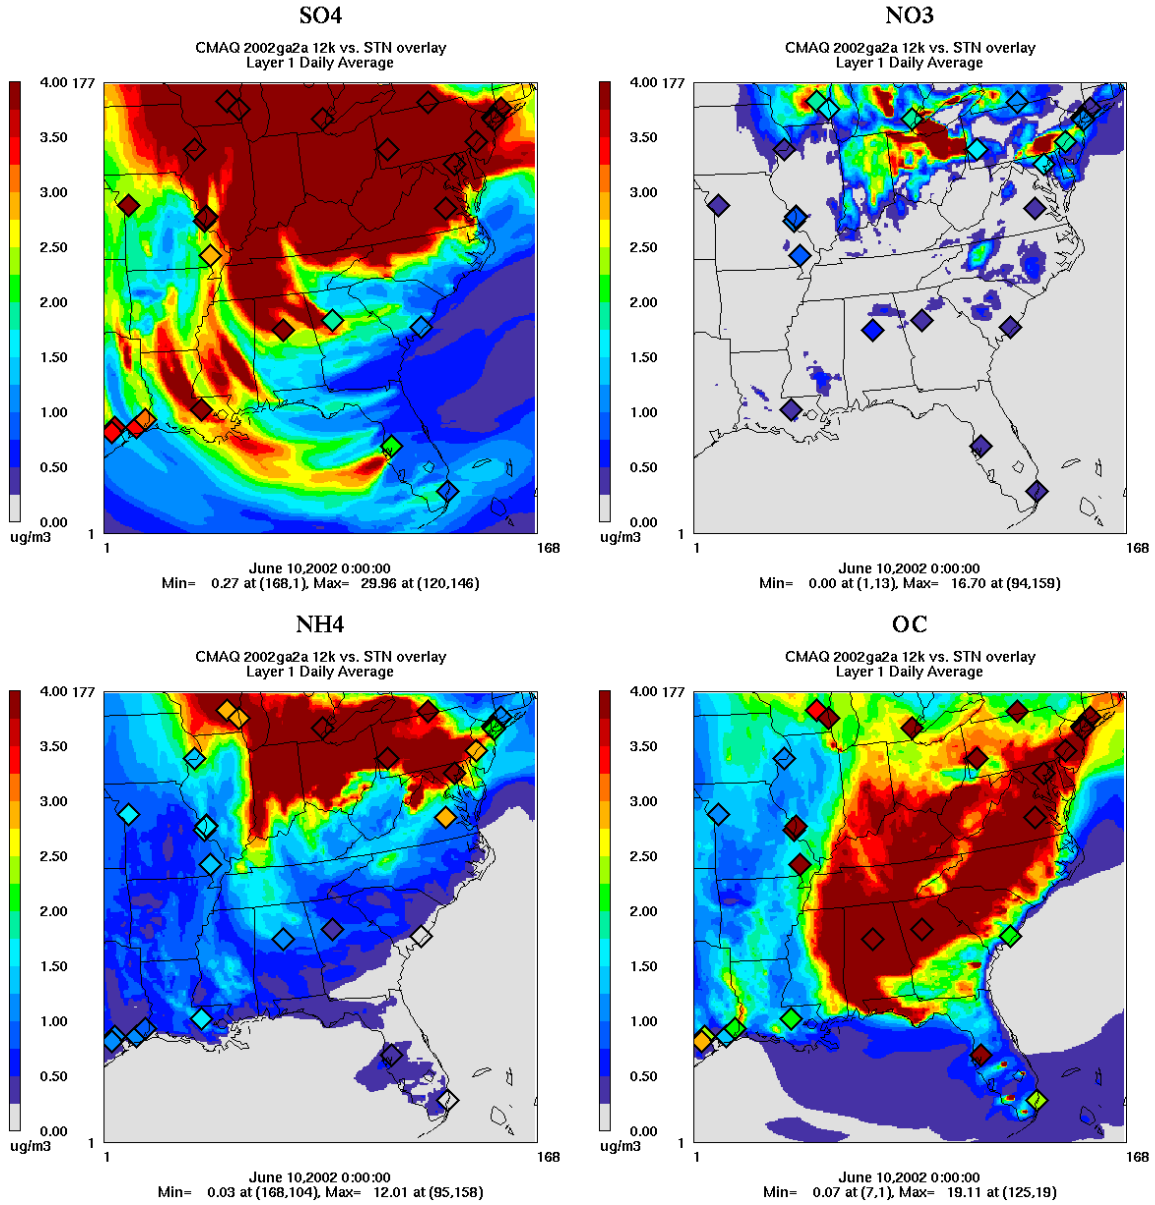 SO4
CMAQ 2002ga2a 12k vs. STN overlay
Layer 1 Daily Average
4.00 177
3.50
3.00
2.50
2.00
1.50
1.00
0.50
0.00
ug/m3
1
1
168
June 10,2002 0:00:00
Min= 0.27 at (168,1), Max= 29.96 at (120,146)
NO3
CMAQ 2002ga2a 12k vs. STN overlay
Layer 1 Daily Average
4.00 177
3.50
3.00
2.50
2.00
1.50
1.00
0.50
0.00
ug/m3
1
1
168
June 10,2002 0:00:00
Min= 0.00 at (1,13), Max= 16.70 at (94,159)
NH4
CMAQ 2002ga2a 12k vs. STN overlay
Layer 1 Daily Average
4.00 177
3.50
3.00
2.50
2.00
1.50
1.00
0.50
0.00
ug/m3
1
1
168
June 10,2002 0:00:00
Min= 0.03 at (168,104), Max= 12.01 at (95,158)
OC
CMAQ 2002ga2a 12k vs. STN overlay
Layer 1 Daily Average
4.00 177
3.50
3.00
2.50
2.00
1.50
1.00
0.50
0.00
ug/m3
1
1
168
June 10,2002 0:00:00
Min= 0.07 at (7,1), Max= 19.11 at (125,19)